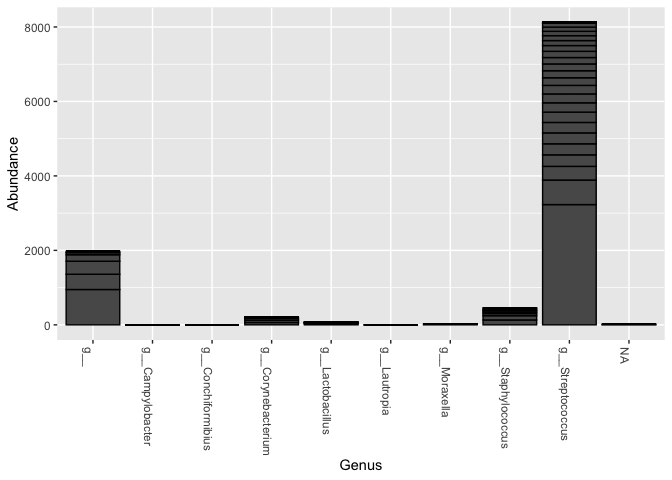 8000
6000
4000
2000
0
Abundance
g__
g__Campylobacter
g__Conchiformibius
g__Corynebacterium
g__Lactobacillus
g__Lautropia
g__Moraxella
g__Staphylococcus
g__Streptococcus
NA
Genus